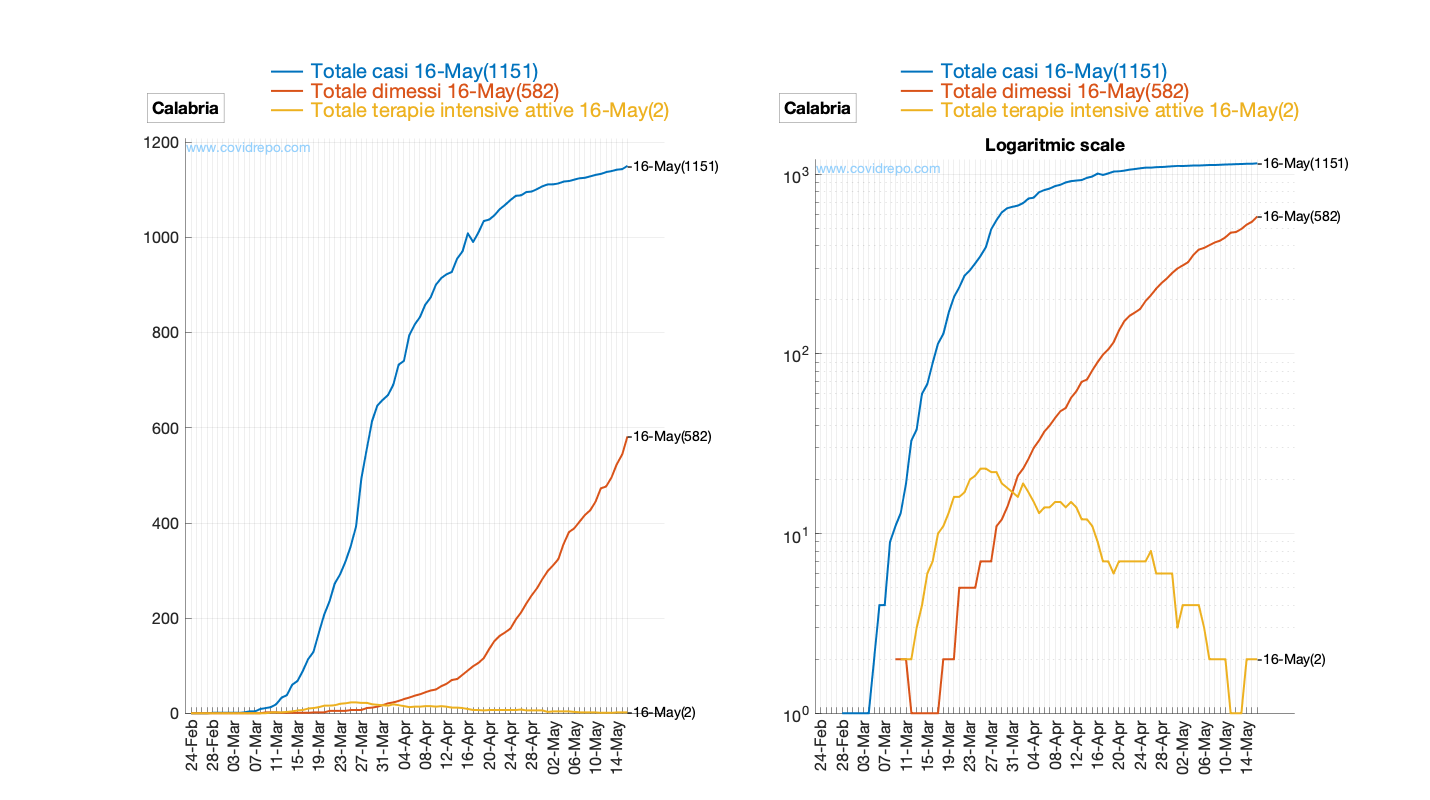 Totale casi 16-May(1151)
Totale dimessi 16-May(582)
Totale terapie intensive attive 16-May(2)
Calabria
www.covidrepo.com
1200
1000
800
600
400
200
0
16-May(1151)
16-May(582)
16-May(2)
24-Feb
28-Feb
03-Mar
07-Mar
11-Mar
15-Mar
19-Mar
23-Mar
27-Mar
31-Mar
04-Apr
08-Apr
12-Apr
16-Apr
20-Apr
24-Apr
28-Apr
02-May
06-May
10-May
14-May
Totale casi 16-May(1151)
Totale dimessi 16-May(582)
Totale terapie intensive attive 16-May(2)
Calabria
Logaritmic scale
www.covidrepo.com
10³
10²
10¹
10⁰
16-May(1151)
16-May(582)
16-May(2)
24-Feb
28-Feb
03-Mar
07-Mar
11-Mar
15-Mar
19-Mar
23-Mar
27-Mar
31-Mar
04-Apr
08-Apr
12-Apr
16-Apr
20-Apr
24-Apr
28-Apr
02-May
06-May
10-May
14-May